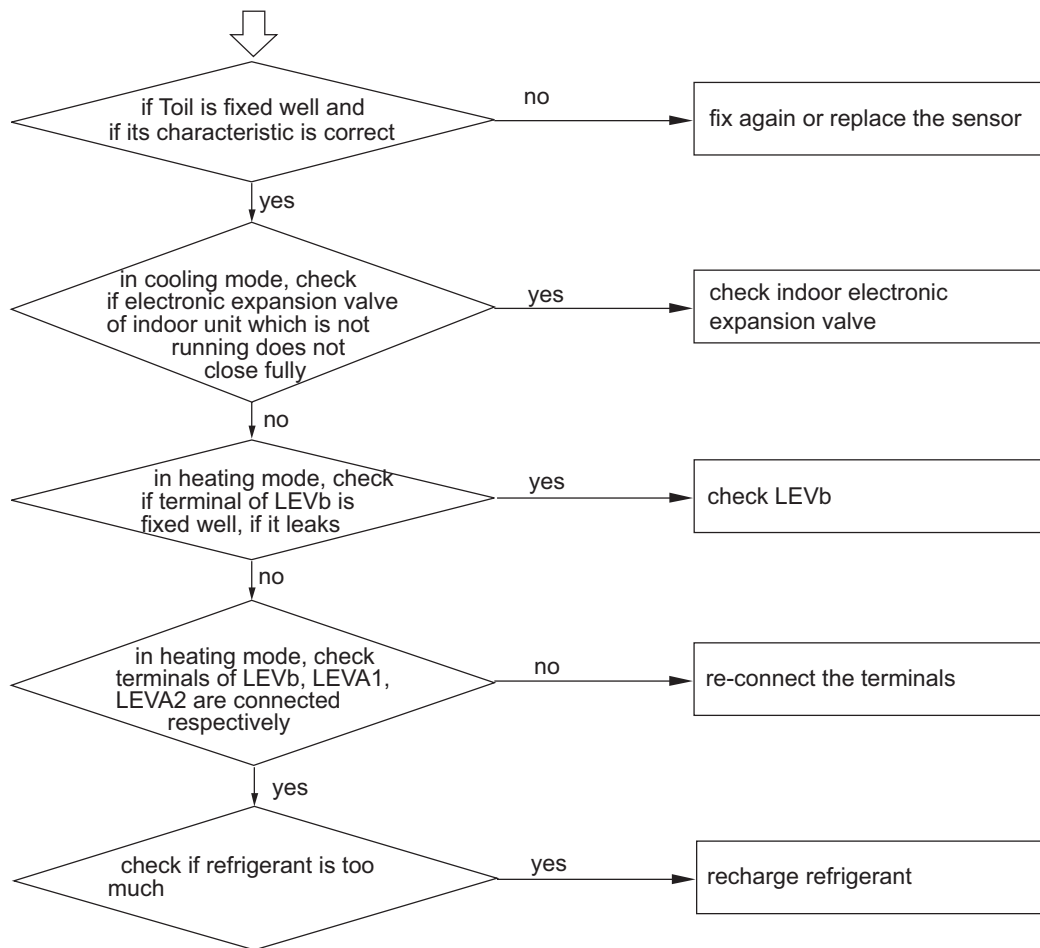 if Toil is fixed well and
if its characteristic is correct
no
fix again or replace the sensor
yes
in cooling mode, check
if electronic expansion valve
of indoor unit which is not
running does not
close fully
yes
check indoor electronic
expansion valve
no
in heating mode, check
if terminal of LEVb is
fixed well, if it leaks
yes
check LEVb
no
in heating mode, check
terminals of LEVb, LEVA1,
LEVA2 are connected
respectively
no
re-connect the terminals
yes
check if refrigerant is too
much
yes
recharge refrigerant